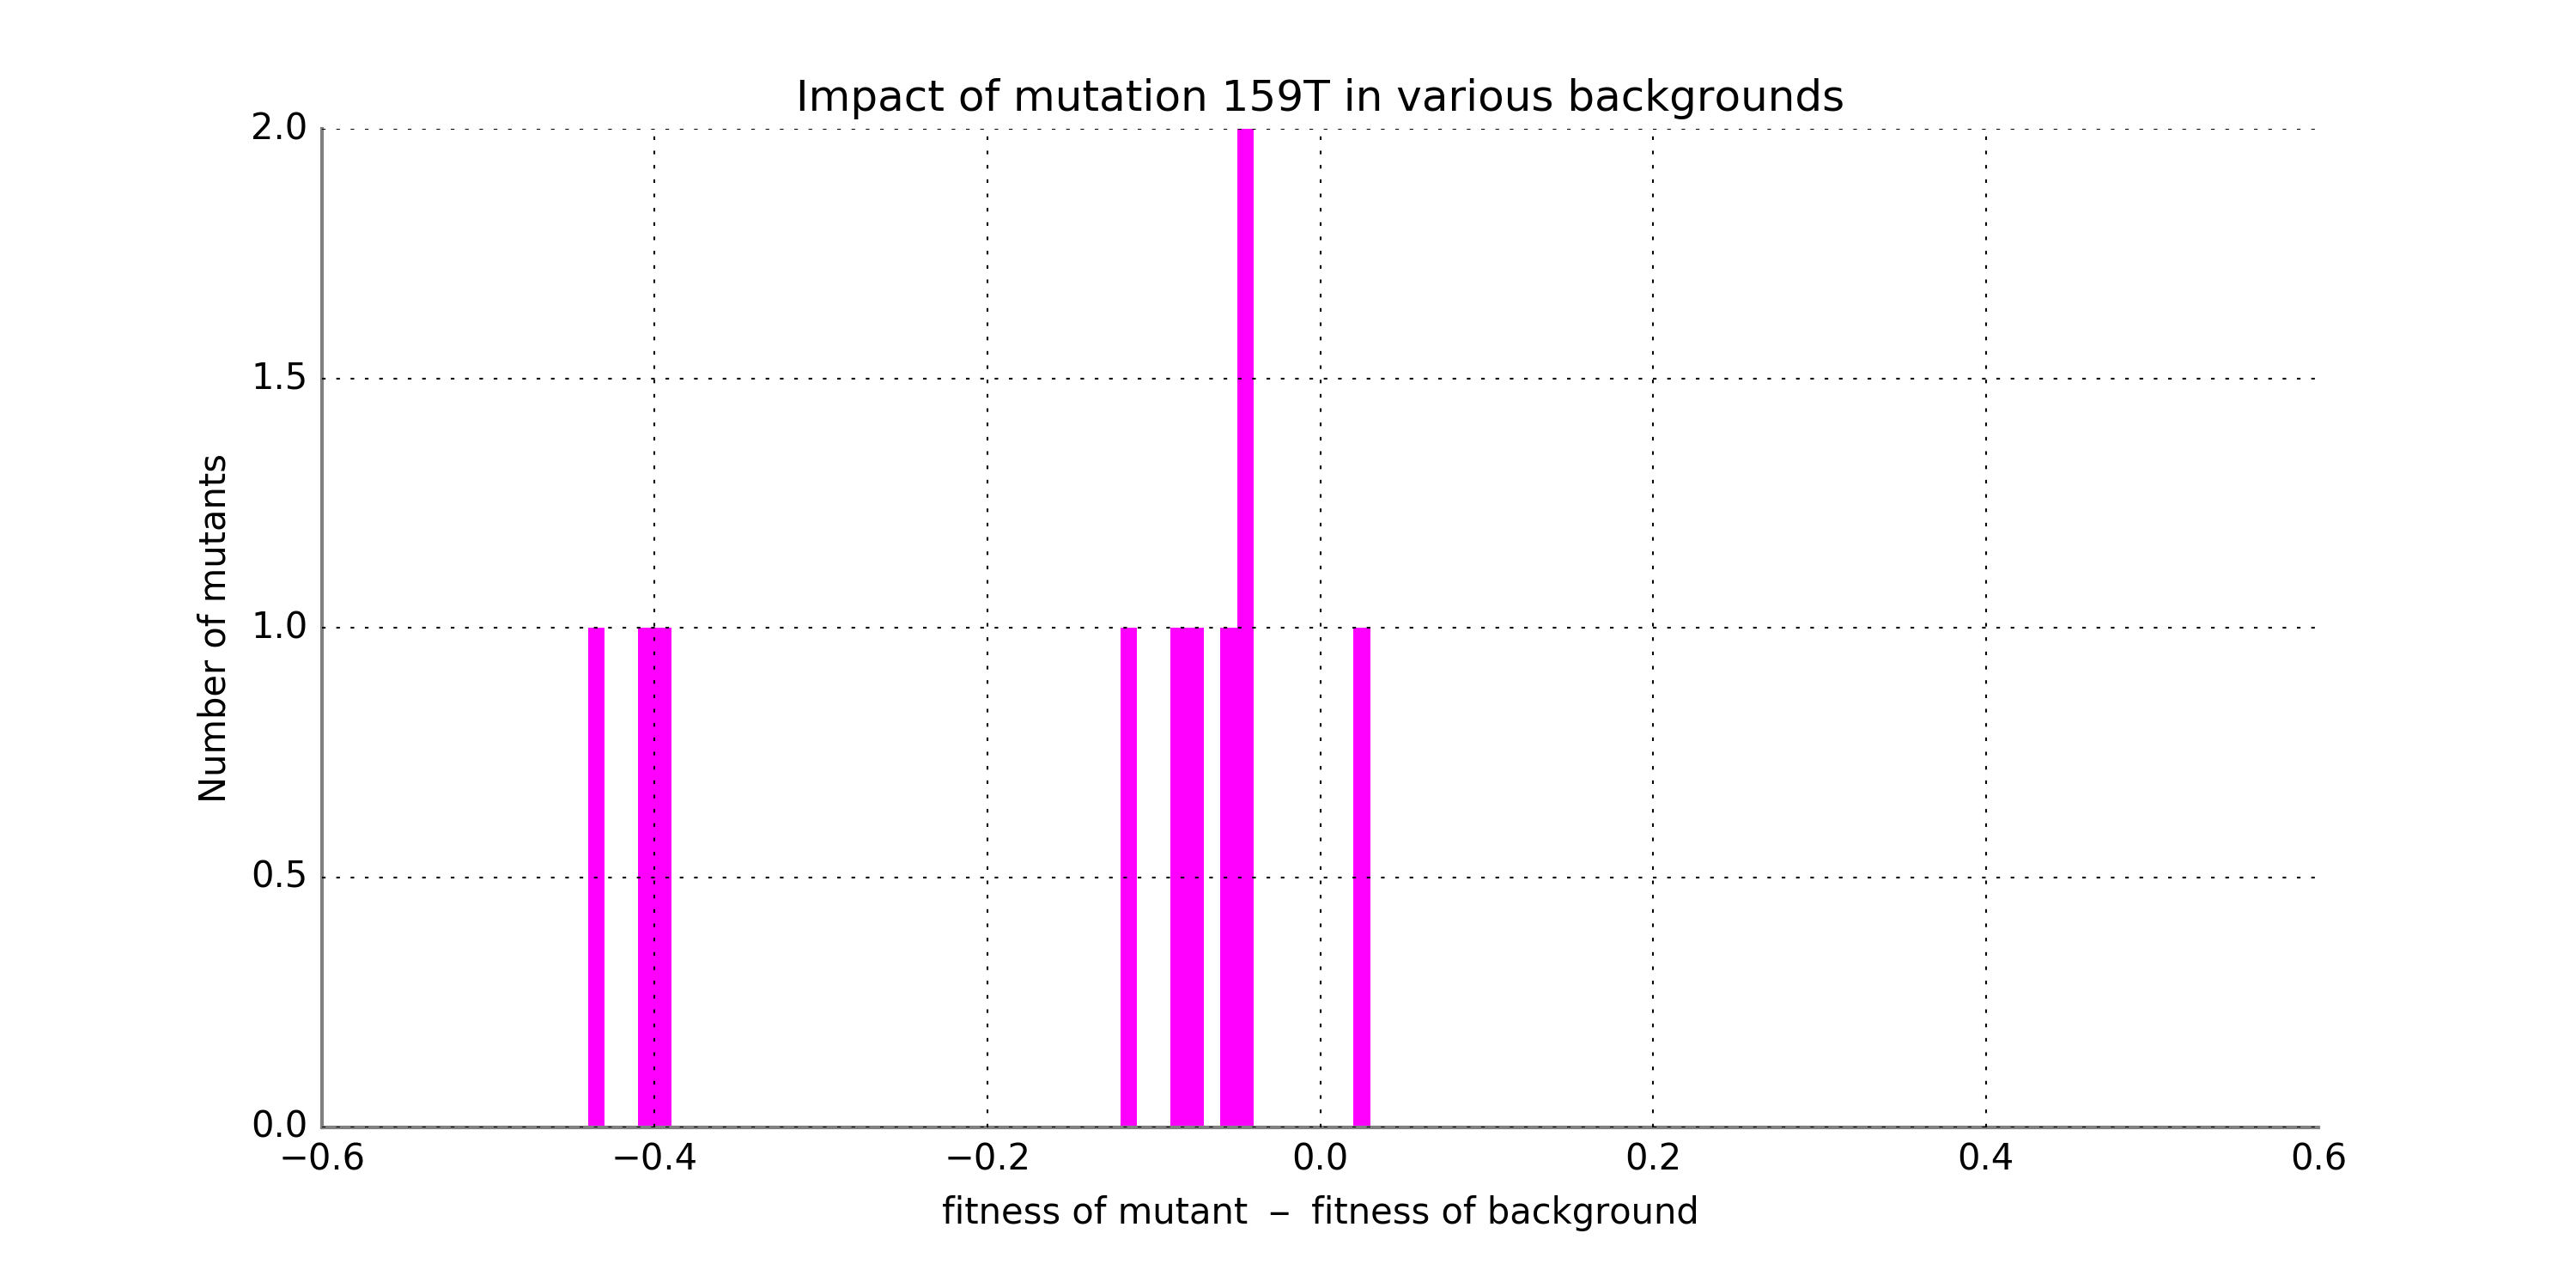 Impact of mutation 159T in various backgrounds
2.0
1.5
1.0
0.5
0.0
Number of mutants
−0.6 −0.4 −0.2 0.0 0.2 0.4 0.6
fitness of mutant − fitness of background